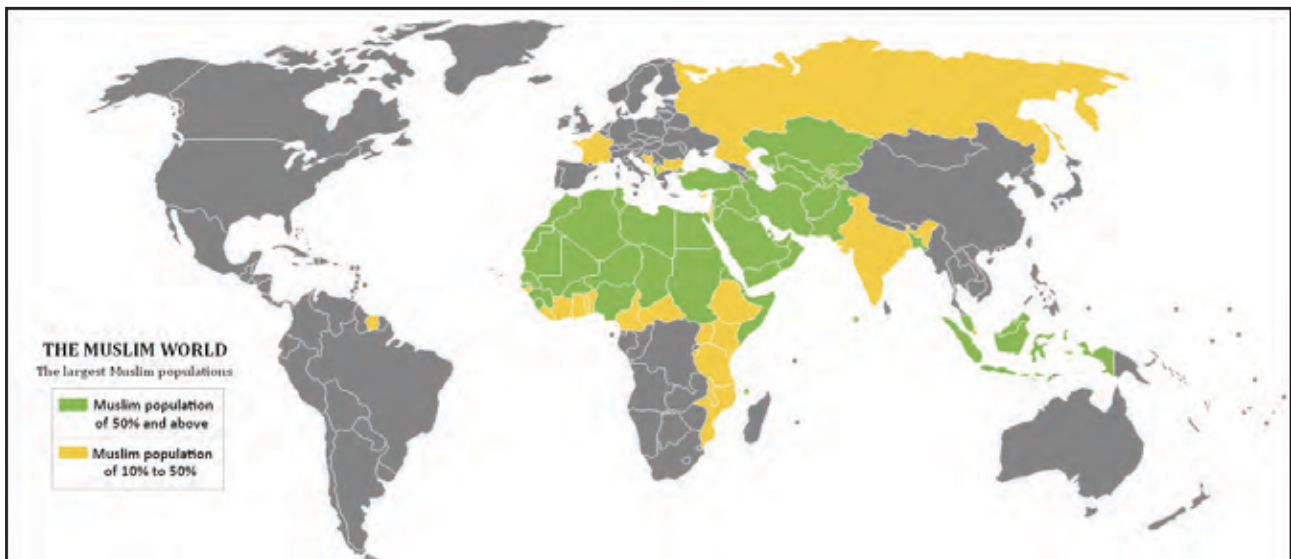 THE MUSLIM WORLD
The largest Muslim populations
Muslim population
of 50% and above
Muslim population
of 10% to 50%